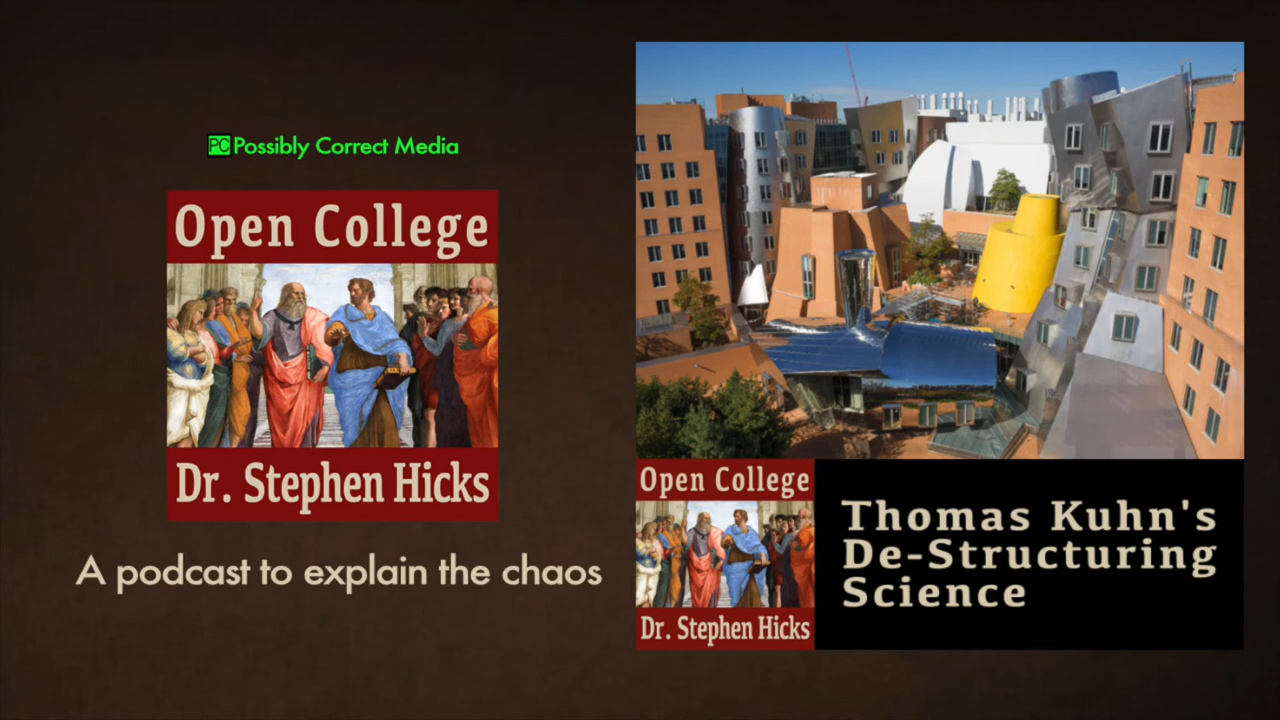 PC Possibly Correct Media
Open College
Dr. Stephen Hicks
A podcast to explain the chaos
Open College
Dr. Stephen Hicks
Thomas Kuhn's
De-Structuring
Science